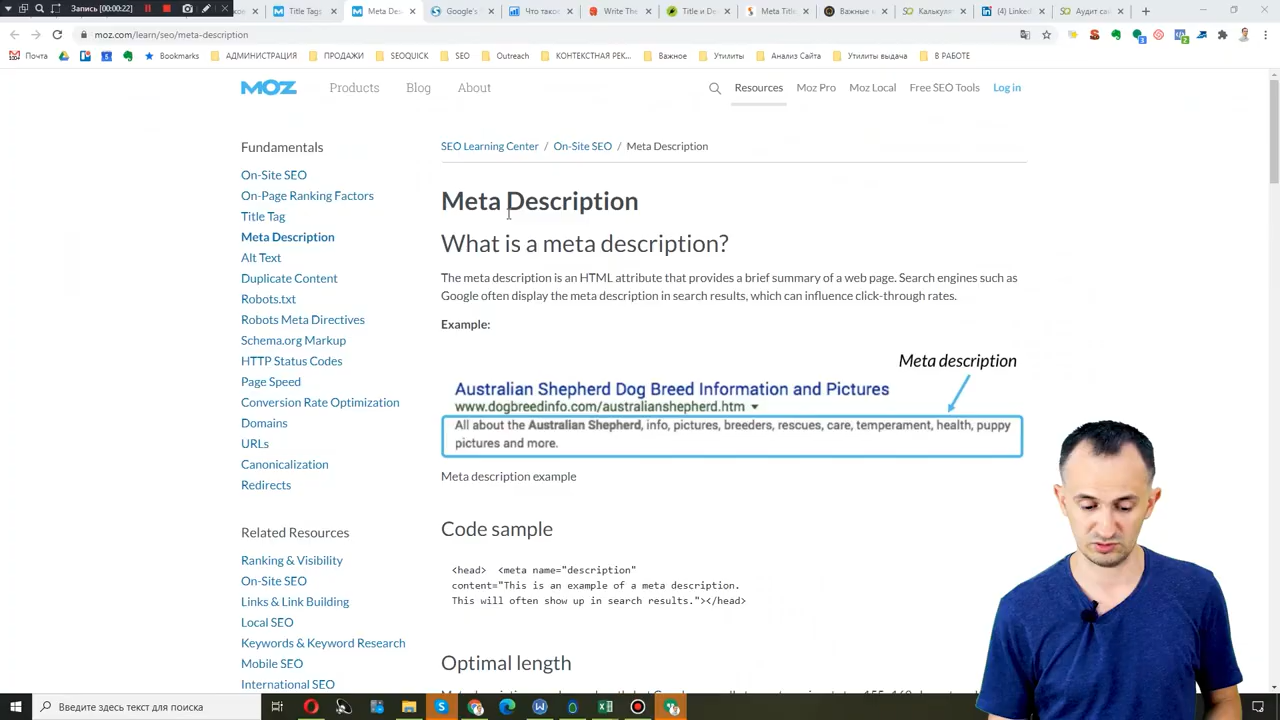 Запись [00:00:22]
Title Tags
Meta Des
Google's
Что такое
Write The
Title и De
Meta Title
Важные
Калькуля
Linked
Аудит са
moz.com/learn/seo/meta-description
Почта
Bookmarks
АДМИНИСТРАЦИЯ
ПРОДАЖИ
SEOQUICK
SEO
Outreach
КОНТЕКСТНАЯ РЕК...
Важное
Утилиты
Анализ Сайта
Утилиты выдача
В РАБОТЕ
MOZ
Products
Blog
About
Resources
Moz Pro
Moz Local
Free SEO Tools
Log in
Fundamentals
On-Site SEO
On-Page Ranking Factors
Title Tag
Meta Description
Alt Text
Duplicate Content
Robots.txt
Robots Meta Directives
Schema.org Markup
HTTP Status Codes
Page Speed
Conversion Rate Optimization
Domains
URLs
Canonicalization
Redirects
Related Resources
Ranking & Visibility
On-Site SEO
Links & Link Building
Local SEO
Keywords & Keyword Research
Mobile SEO
International SEO
SEO Learning Center / On-Site SEO / Meta Description
Meta Description
What is a meta description?
The meta description is an HTML attribute that provides a brief summary of a web page. Search engines such as
Google often display the meta description in search results, which can influence click-through rates.
Example:
Meta description
Australian Shepherd Dog Breed Information and Pictures
www.dogbreedinfo.com/australianshepherd.htm
All about the Australian Shepherd, info, pictures, breeders, rescues, care, temperament, health, puppy
pictures and more.
Meta description example
Code sample
<head> <meta name="description"
content="This is an example of a meta description.
This will often show up in search results."></head>
Optimal length
Введите здесь текст для поиска